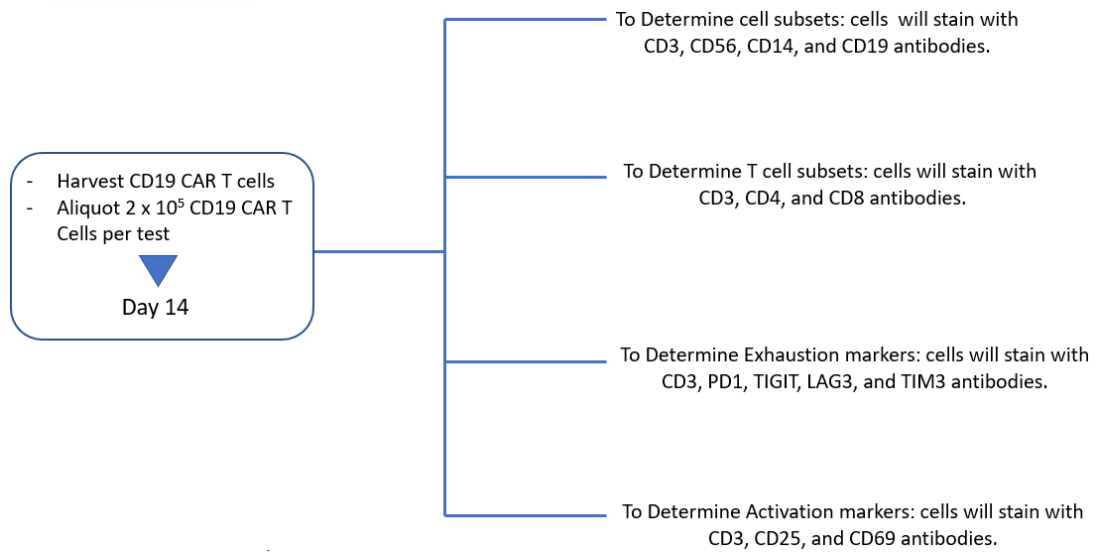 To Determine cell subsets: cells will stain with
CD3, CD56, CD14, and CD19 antibodies.
- Harvest CD19 CAR T cells
- Aliquot 2 x 10⁵ CD19 CAR T
Cells per test
Day 14
To Determine T cell subsets: cells will stain with
CD3, CD4, and CD8 antibodies.
To Determine Exhaustion markers: cells will stain with
CD3, PD1, TIGIT, LAG3, and TIM3 antibodies.
To Determine Activation markers: cells will stain with
CD3, CD25, and CD69 antibodies.